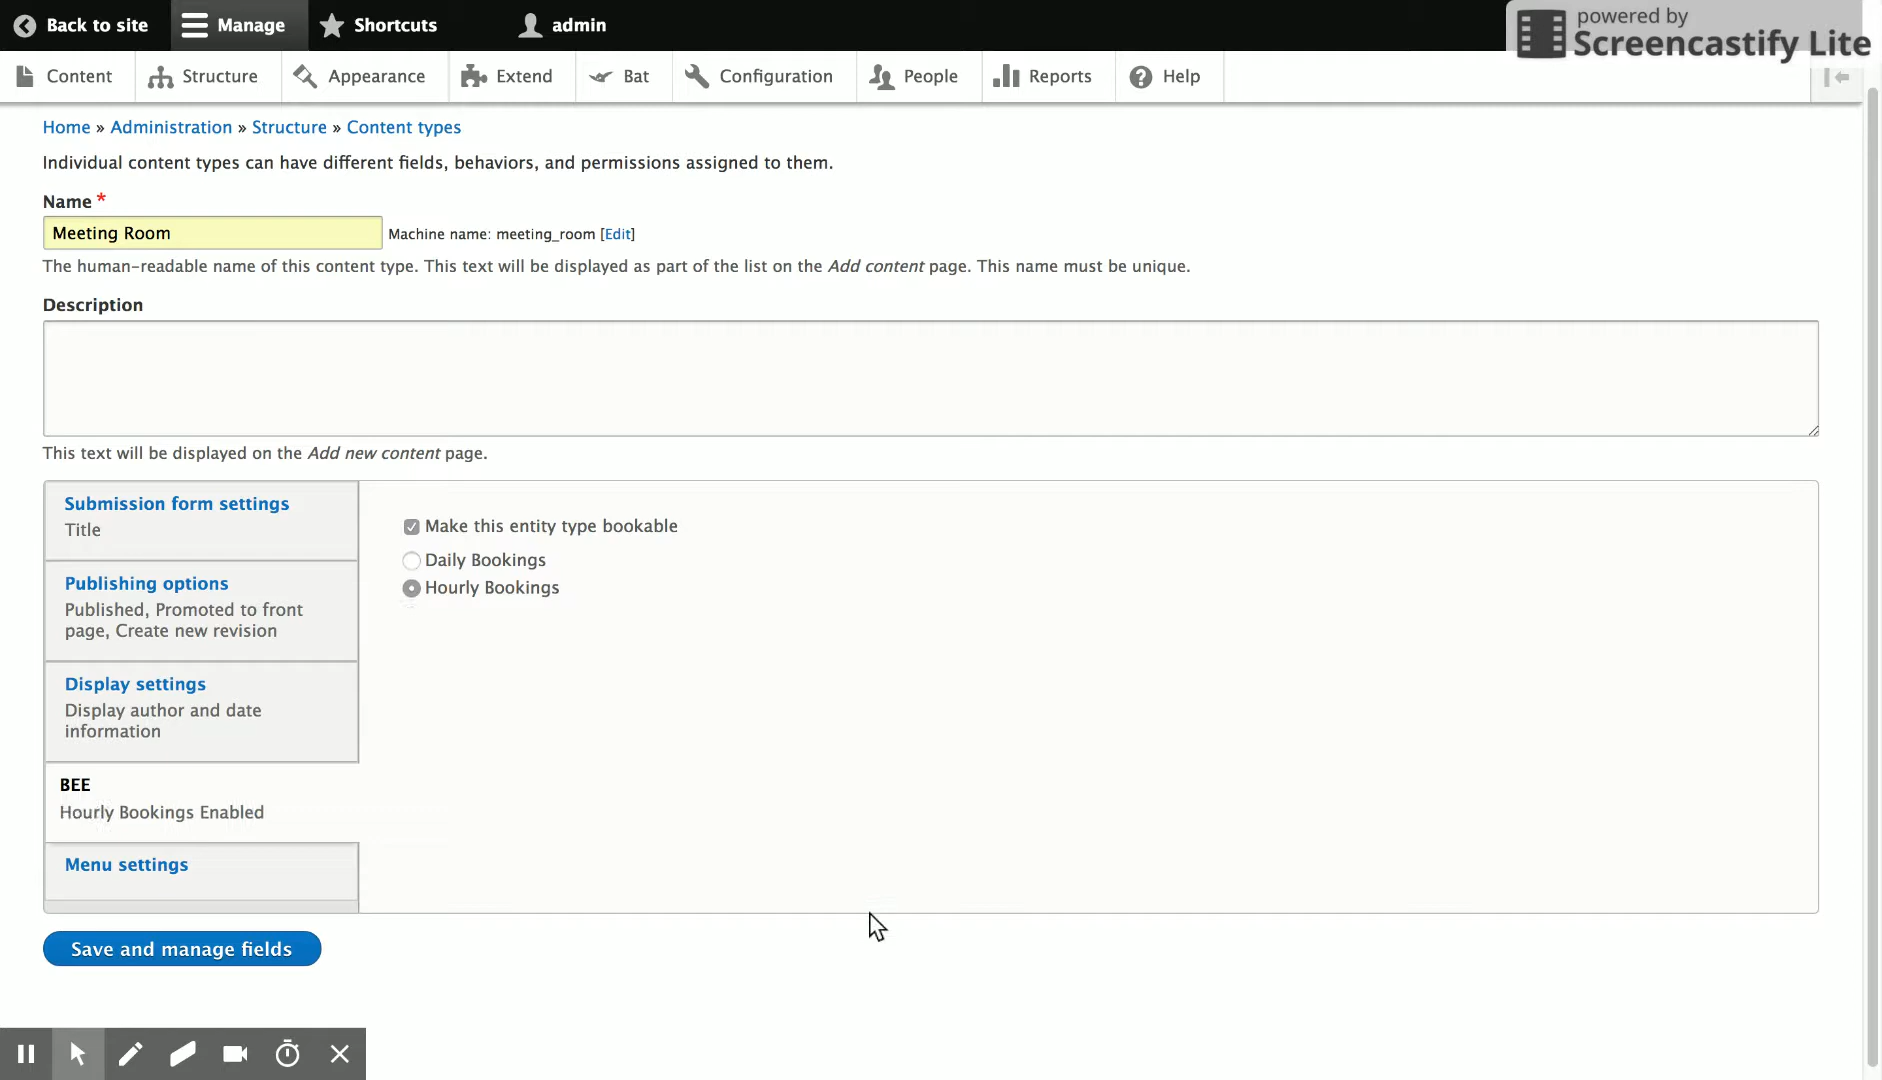 Back to site
Manage
Shortcuts
admin
powered by
Screencastify Lite
Content
Structure
Appearance
Extend
Bat
Configuration
People
Reports
Help
Home » Administration » Structure » Content types
Individual content types can have different fields, behaviors, and permissions assigned to them.
Name *
Meeting Room
Machine name: meeting_room [Edit]
The human-readable name of this content type. This text will be displayed as part of the list on the Add content page. This name must be unique.
Description
This text will be displayed on the Add new content page.
Submission form settings
Title
Publishing options
Published, Promoted to front
page, Create new revision
Display settings
Display author and date
information
BEE
Hourly Bookings Enabled
Menu settings
Make this entity type bookable
Daily Bookings
Hourly Bookings
Save and manage fields